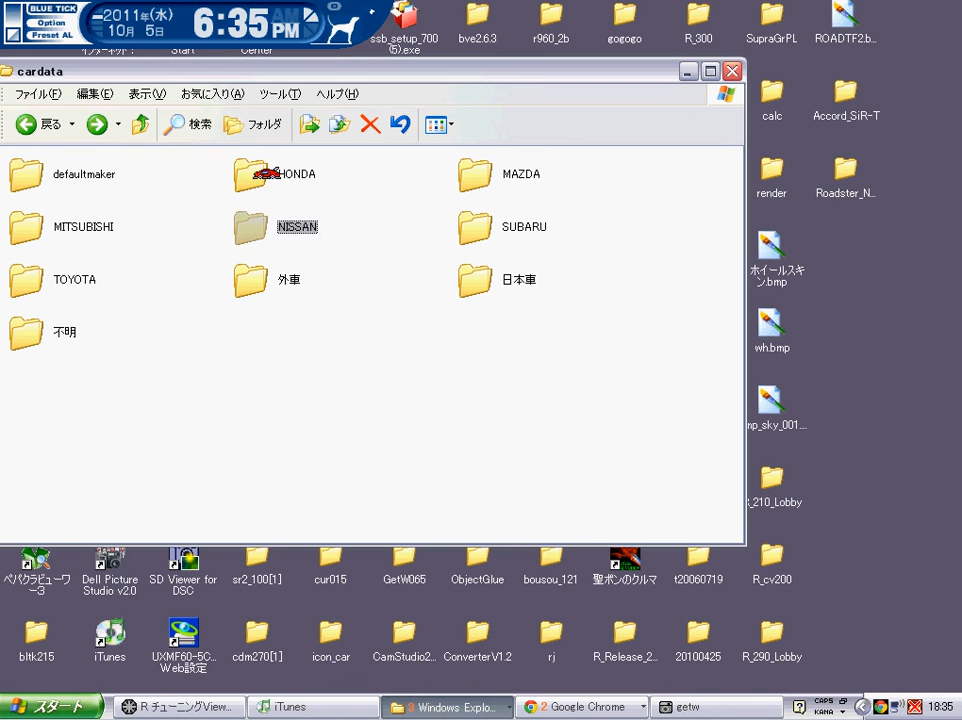 BLUE TICK
Option
Preset AL
2011年(水)
10月 5日
6:35PM
Start
Center
ssb_setup_700
(5).exe
bve2.6.3
r960_2b
gogogo
R_300
SupraGrPL
ROADTF2.b...
cardata
ファイル(F)
編集(E)
表示(V)
お気に入り(A)
ツール(T)
ヘルプ(H)
戻る
検索
フォルダ
calc
Accord_SiR-T
defaultmaker
HONDA
MAZDA
render
Roadster_N...
MITSUBISHI
NISSAN
SUBARU
TOYOTA
外車
日本車
ホイールスキ
ン.bmp
不明
wh.bmp
mp_sky_001...
R_210_Lobby
ペパクラビューワ
ー3
Dell Picture
Studio v2.0
SD Viewer for
DSC
sr2_100[1]
cur015
GetW065
ObjectGlue
bousou_121
聖ポンのクルマ
t20060719
R_cv200
bltk215
iTunes
UXMF60-5C...
Web設定
cdm270[1]
icon_car
CamStudio2...
ConverterV1.2
rj
R_Release_2...
20100425
R_290_Lobby
スタート
R チューニングView...
iTunes
3 Windows Explo...
2 Google Chrome
getw
CAPS
KANA
18:35